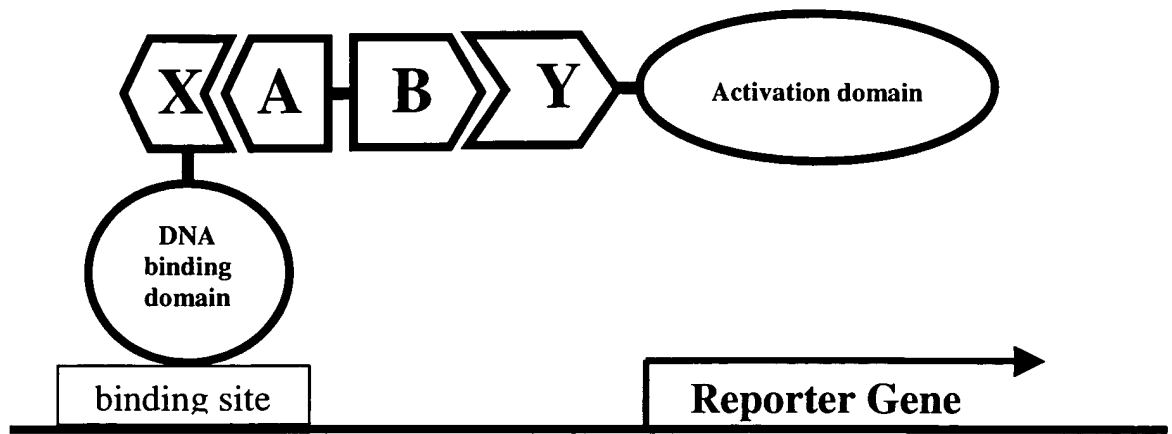 X A B Y
Activation domain
DNA
binding
domain
binding site
Reporter Gene